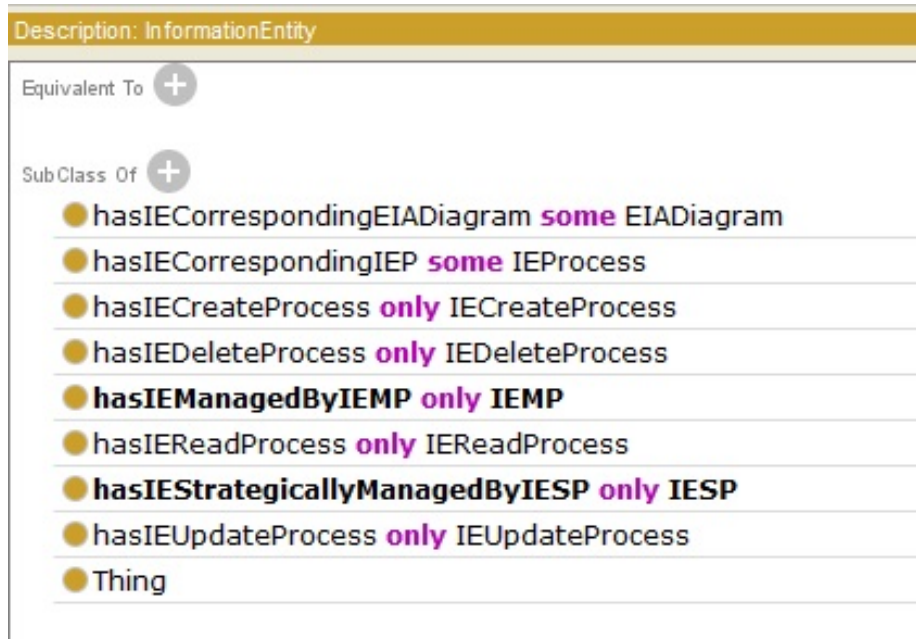 Description: InformationEntity
Equivalent To
SubClass Of
hasIECorrespondingEIADiagram some EIADiagram
hasIECorrespondingIEP some IEProcess
hasIECreateProcess only IECreateProcess
hasIEDeleteProcess only IEDeleteProcess
hasIEManagedByIEMP only IEMP
hasIEReadProcess only IEReadProcess
hasIEStrategicallyManagedByIESP only IESP
hasIEUpdateProcess only IEUpdateProcess
Thing